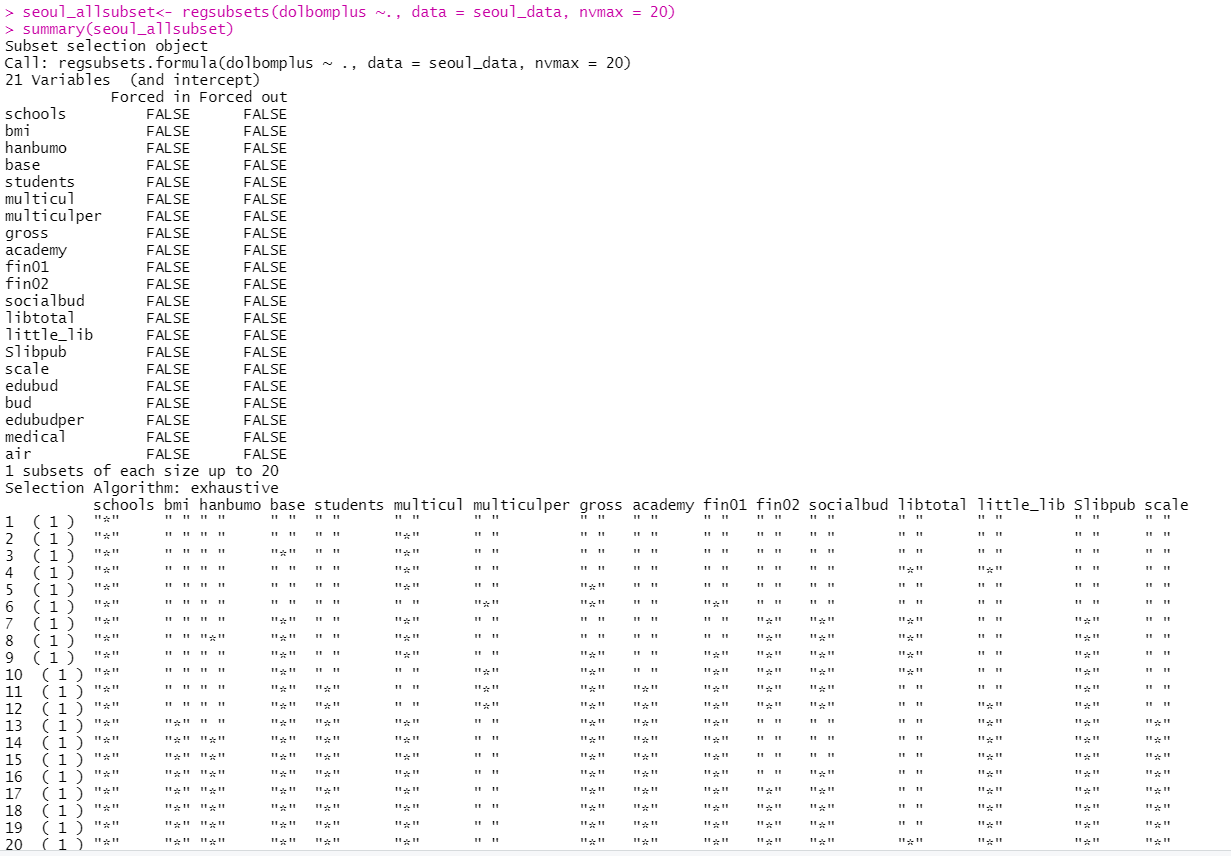 > seoul_allsubset<- regsubsets(dolbomplus ~., data = seoul_data, nvmax = 20)
> summary(seoul_allsubset)
Subset selection object
Call: regsubsets.formula(dolbomplus ~ ., data = seoul_data, nvmax = 20)
21 Variables  (and intercept)
            Forced in Forced out
schools         FALSE      FALSE
bmi             FALSE      FALSE
hanbumo         FALSE      FALSE
base            FALSE      FALSE
students        FALSE      FALSE
multicul        FALSE      FALSE
multiculper     FALSE      FALSE
gross           FALSE      FALSE
academy         FALSE      FALSE
fin01           FALSE      FALSE
fin02           FALSE      FALSE
socialbud       FALSE      FALSE
libtotal        FALSE      FALSE
little_lib      FALSE      FALSE
Slibpub         FALSE      FALSE
scale           FALSE      FALSE
edubud          FALSE      FALSE
bud             FALSE      FALSE
edubudper       FALSE      FALSE
medical         FALSE      FALSE
air             FALSE      FALSE
1 subsets of each size up to 20
Selection Algorithm: exhaustive
          schools bmi hanbumo base students multicul multiculper gross academy fin01 fin02 socialbud libtotal little_lib Slibpub scale
1  ( 1 )  "*"     " " " "     " "  " "      " "      " "         " "   " "     " "   " "   " "       " "      " "        " "     " "
2  ( 1 )  "*"     " " " "     " "  " "      "*"      " "         " "   " "     " "   " "   " "       " "      " "        " "     " "
3  ( 1 )  "*"     " " " "     "*"  " "      "*"      " "         " "   " "     " "   " "   " "       " "      " "        " "     " "
4  ( 1 )  "*"     " " " "     " "  " "      "*"      " "         " "   " "     " "   " "   " "       "*"      "*"        " "     " "
5  ( 1 )  "*"     " " " "     " "  " "      "*"      " "         "*"   " "     " "   " "   " "       " "      " "        " "     " "
6  ( 1 )  "*"     " " " "     " "  " "      " "      "*"         "*"   " "     "*"   " "   " "       " "      " "        " "     " "
7  ( 1 )  "*"     " " " "     "*"  " "      "*"      " "         " "   " "     " "   "*"   "*"       "*"      " "        "*"     " "
8  ( 1 )  "*"     " " "*"     "*"  " "      "*"      " "         " "   " "     " "   "*"   "*"       "*"      " "        "*"     " "
9  ( 1 )  "*"     " " " "     "*"  " "      "*"      " "         "*"   " "     "*"   "*"   "*"       "*"      " "        "*"     " "
10  ( 1 ) "*"     " " " "     "*"  " "      " "      "*"         "*"   " "     "*"   "*"   "*"       "*"      " "        "*"     " "
11  ( 1 ) "*"     " " " "     "*"  "*"      " "      "*"         "*"   "*"     "*"   "*"   "*"       " "      " "        "*"     " "
12  ( 1 ) "*"     " " " "     "*"  "*"      " "      "*"         "*"   "*"     "*"   "*"   "*"       " "      "*"        "*"     " "
13  ( 1 ) "*"     "*" " "     "*"  "*"      "*"      " "         "*"   "*"     "*"   " "   " "       " "      "*"        "*"     "*"
14  ( 1 ) "*"     "*" "*"     "*"  "*"      "*"      " "         "*"   "*"     "*"   " "   " "       " "      "*"        "*"     "*"
15  ( 1 ) "*"     "*" "*"     "*"  "*"      "*"      " "         "*"   "*"     "*"   " "   " "       " "      "*"        "*"     "*"
16  ( 1 ) "*"     "*" "*"     "*"  "*"      "*"      " "         "*"   "*"     "*"   " "   "*"       " "      "*"        "*"     "*"
17  ( 1 ) "*"     "*" "*"     "*"  "*"      "*"      " "         "*"   "*"     "*"   "*"   "*"       " "      "*"        "*"     "*"
18  ( 1 ) "*"     "*" "*"     "*"  "*"      "*"      " "         "*"   "*"     "*"   "*"   "*"       " "      "*"        "*"     "*"
19  ( 1 ) "*"     "*" "*"     "*"  "*"      "*"      " "         "*"   "*"     "*"   "*"   "*"       " "      "*"        "*"     "*"
20  ( 1 ) "*"     "*" "*"     "*"  "*"      "*"      " "         "*"   "*"     "*"   "*"   "*"       " "      "*"        "*"     "*"